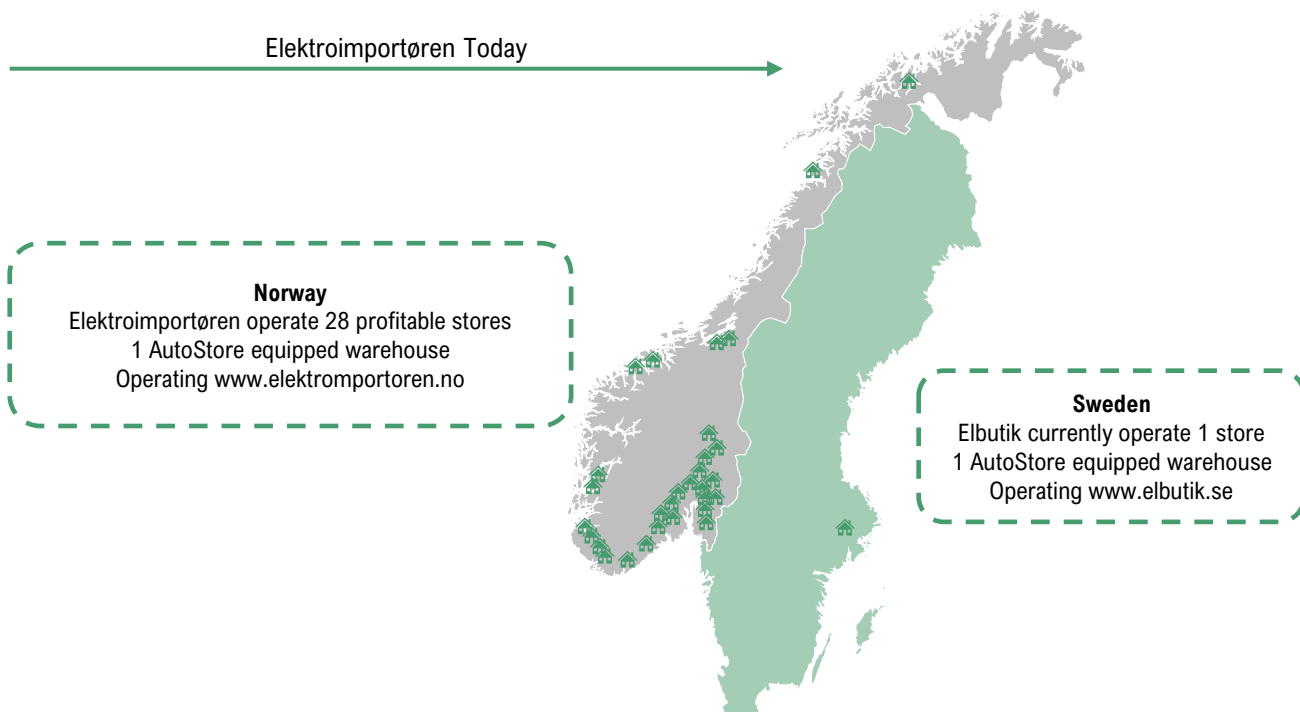 Elektroimportøren Today
Norway
Elektroimportøren operate 28 profitable stores
1 AutoStore equipped warehouse
Operating www.elektromportoren.no
Sweden
Elbutik currently operate 1 store
1 AutoStore equipped warehouse
Operating www.elbutik.se